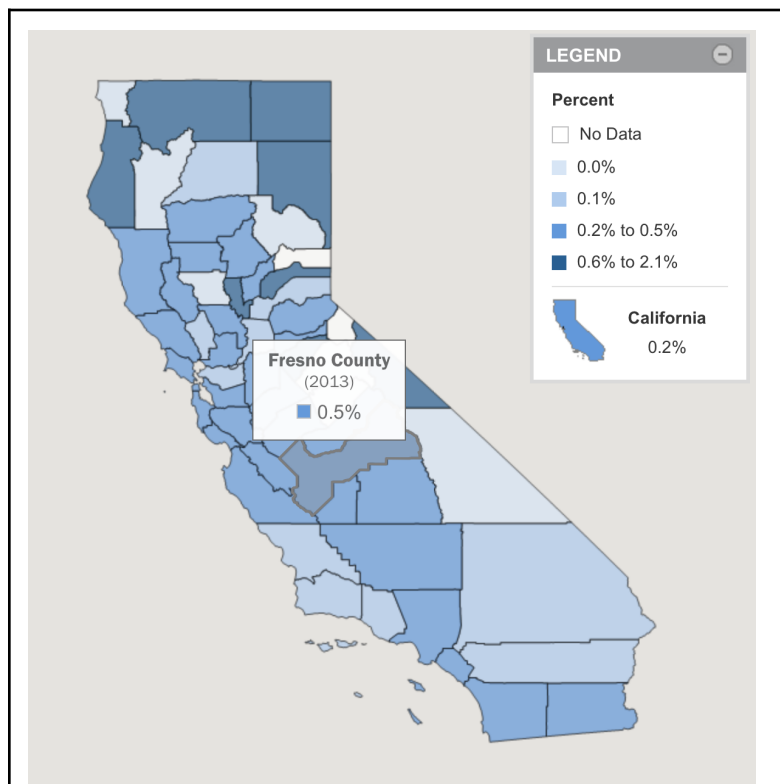 LEGEND
Percent
No Data
0.0%
0.1%
0.2% to 0.5%
0.6% to 2.1%
California
0.2%
Fresno County
(2013)
0.5%